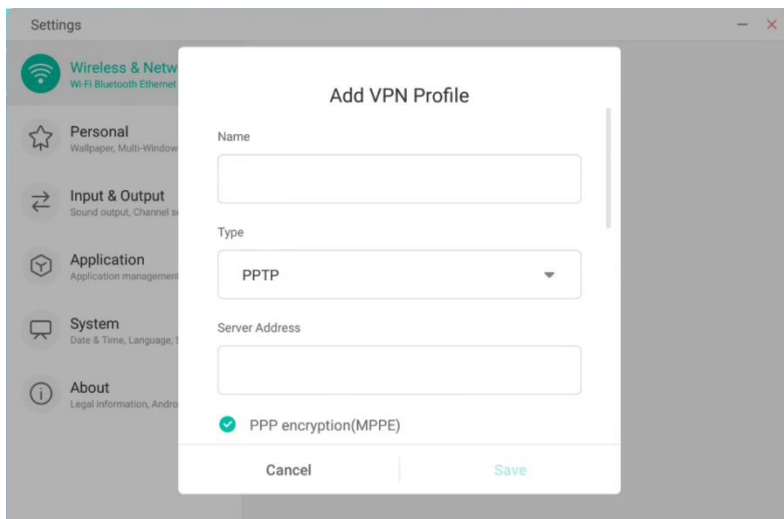 Settings
Wireless & Netw
Wi-Fi Bluetooth Ethernet
Personal
Wallpaper, Multi-Window
Input & Output
Sound output, Channel se
Application
Application management
System
Date & Time, Language, S
About
Legal information, Andro
Add VPN Profile
Name
Type
PPTP
Server Address
PPP encryption(MPPE)
Cancel
Save